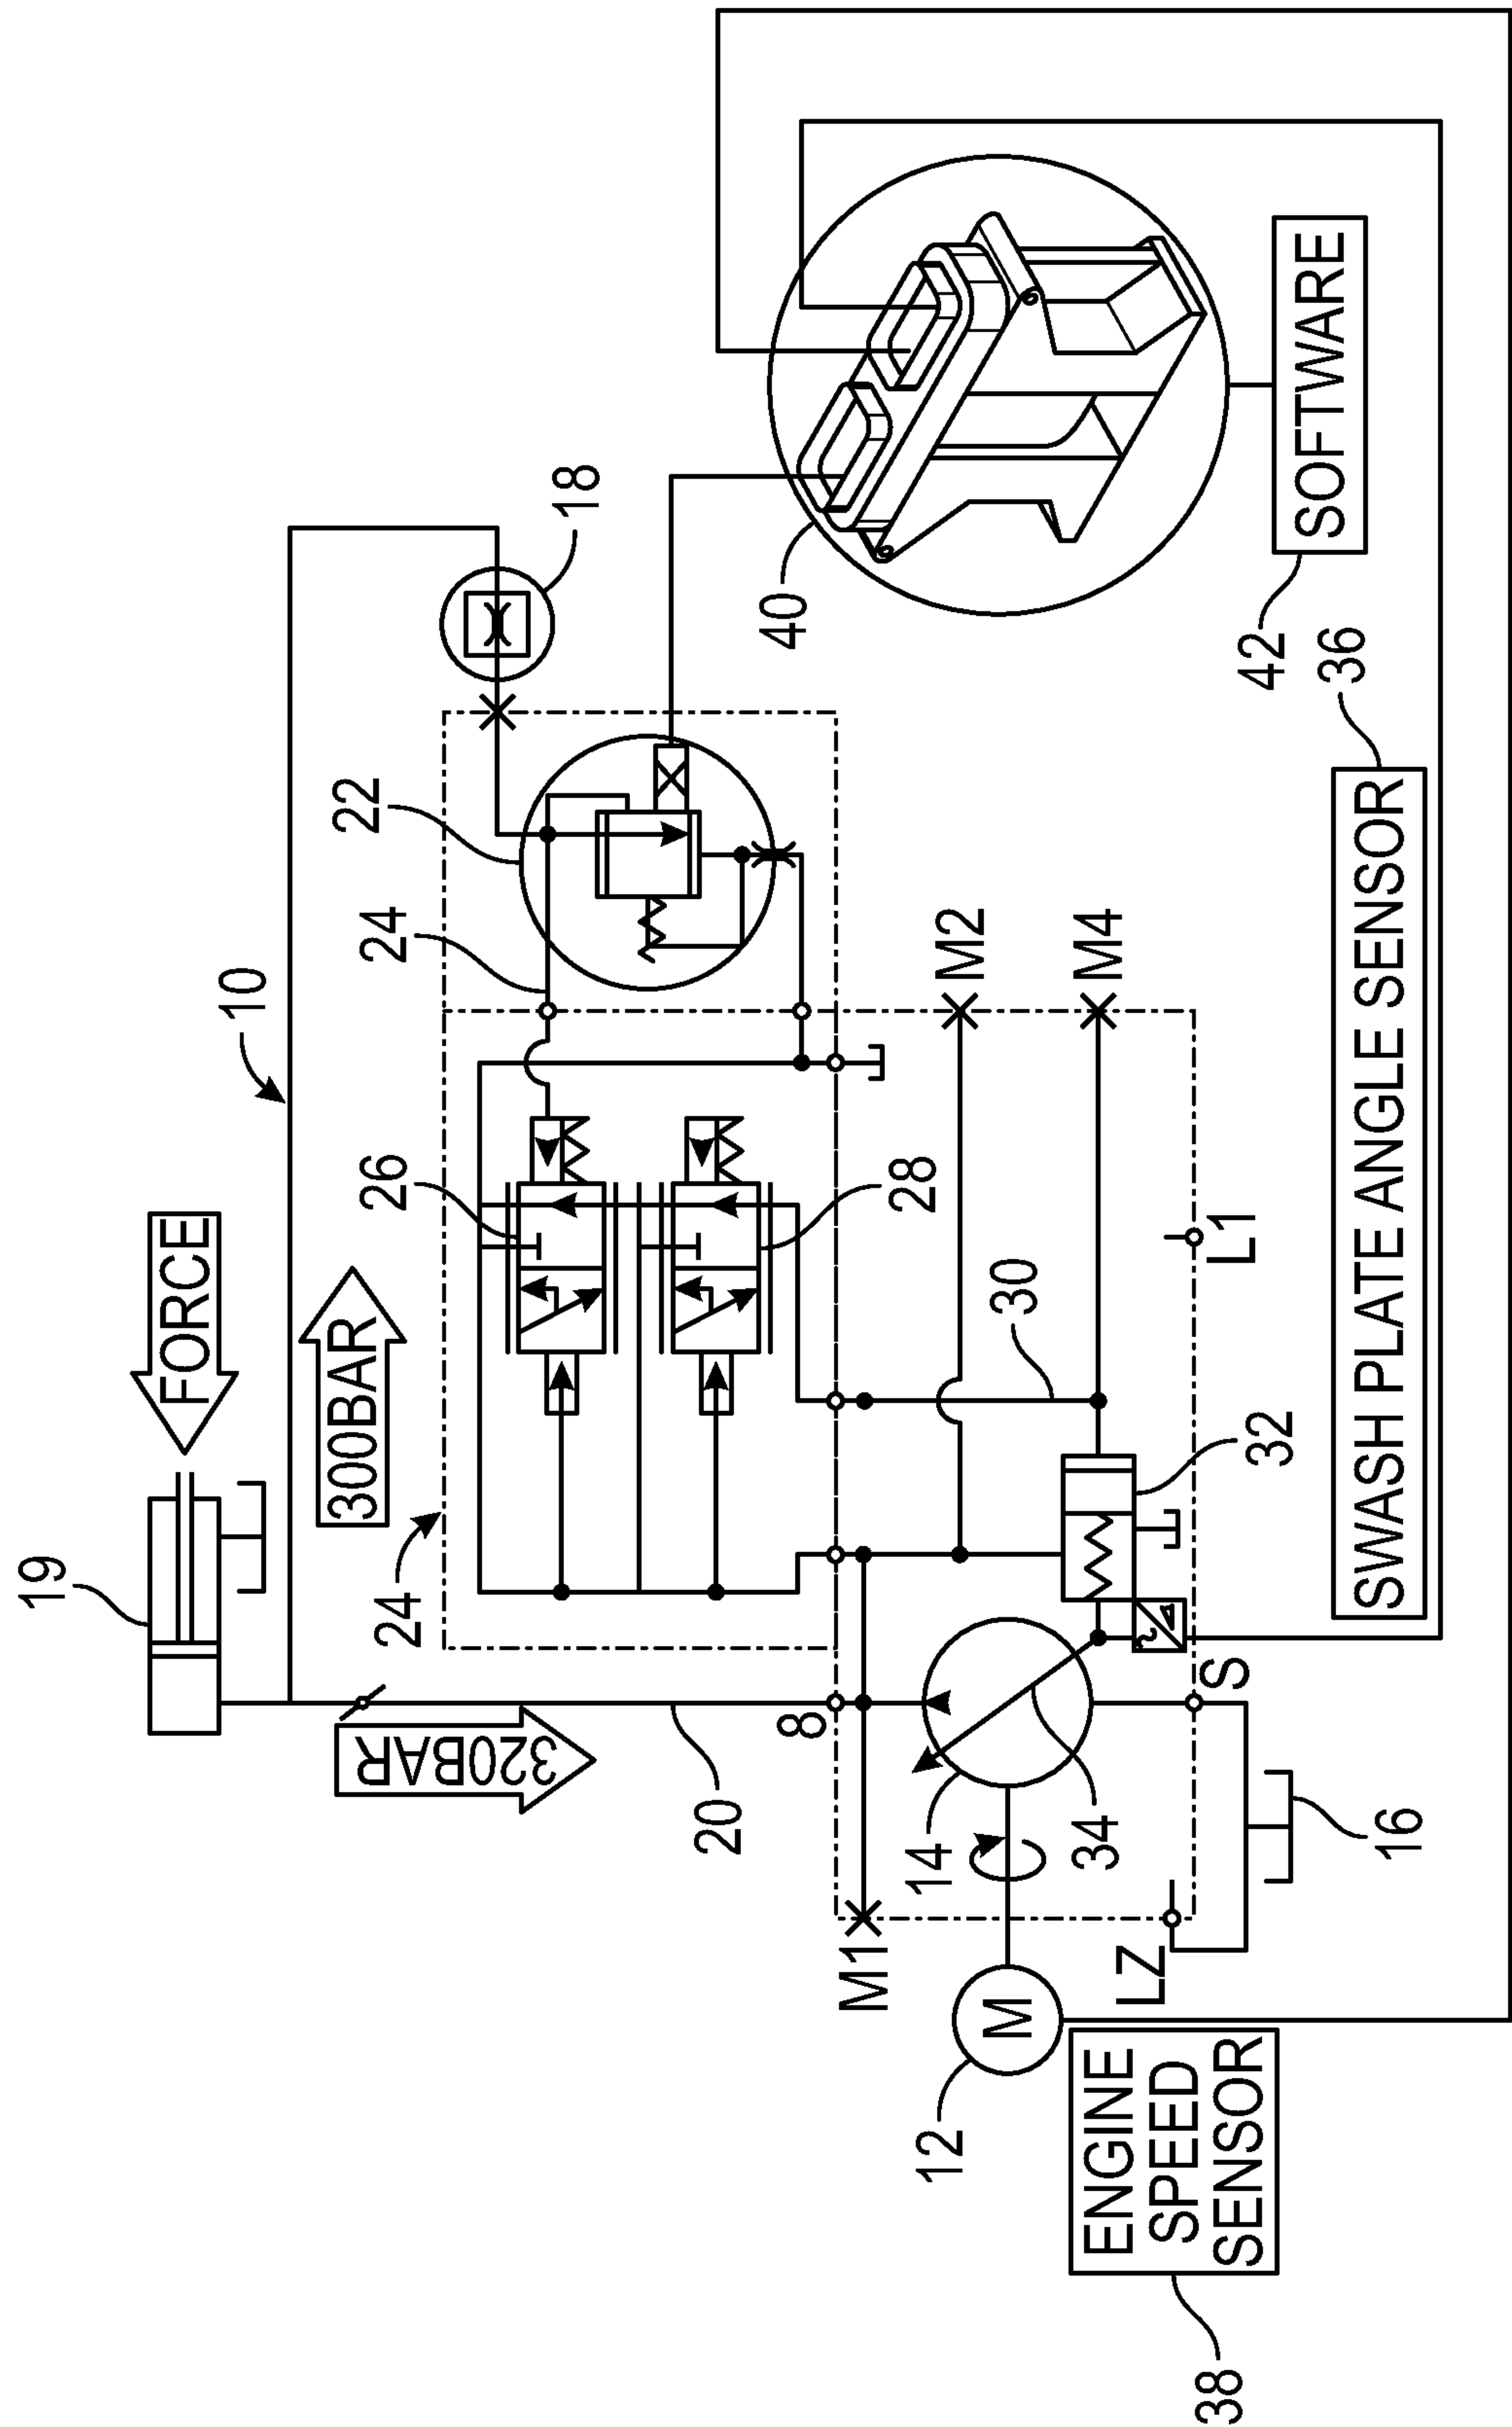 19
FORCE
10
300BAR
22
24
26
24
320BAR
18
20
40
8
M1
28
14
12
M2
30
34
M4
LZ
ENGINE
SPEED
SENSOR
38
S
L1
32
42
SOFTWARE
36
SWASH PLATE ANGLE SENSOR
16
M